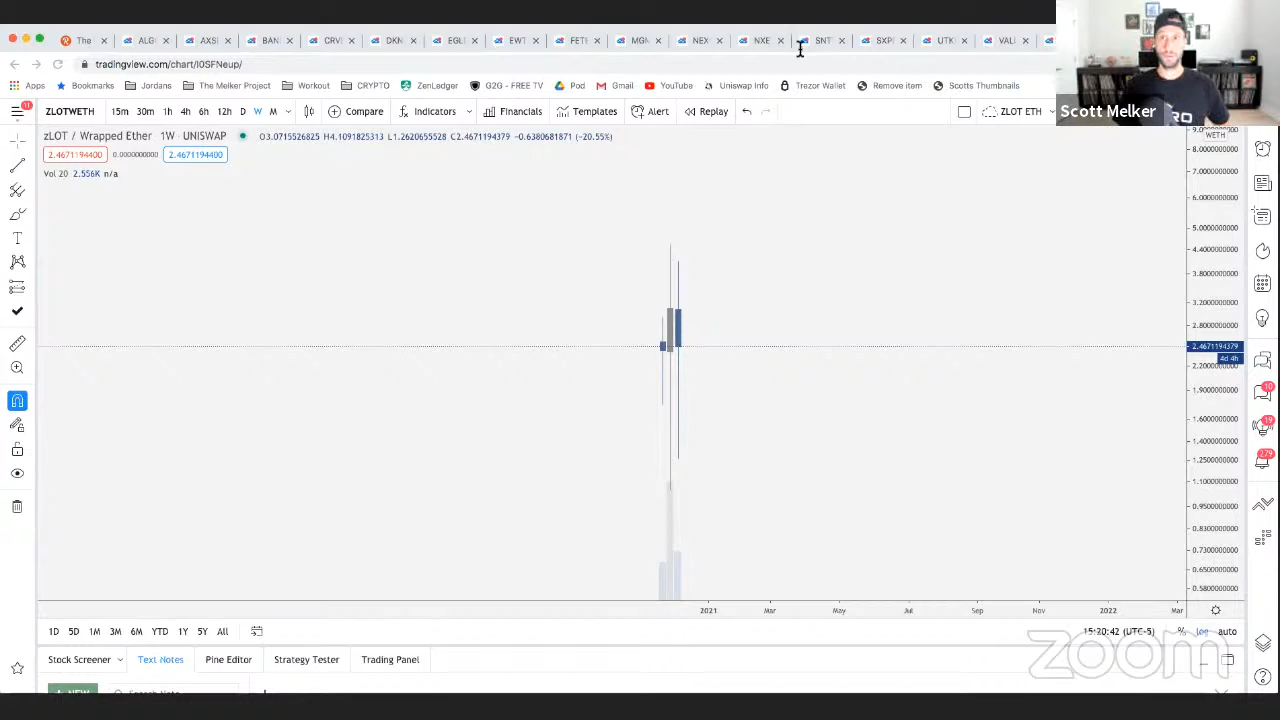 The
ALG
AXS
BAN
CRV
DKN
EWT
FET
MG
NEX
NXE
SNT
SXP
UTK
VAL
tradingview.com/chart/I0SFNeup/
Apps Bookmarks Jordans The Melker Project Workout CRYPTO ZenLedger G2G - FREE TV Pod Gmail YouTube Uniswap Info Trezor Wallet Remove item Scotts Thumbnails
Scott Melker
11
ZLOTWETH 15m 30m 1h 4h 6h 12h D W M Compare Indicators Financials Templates Alert Replay ZLOT ETH
zLOT / Wrapped Ether 1W UNISWAP O3.0715526825 H4.1091825313 L1.2620655528 C2.4671194379 −0.6380681871 (−20.55%)
2.4671194400 0.0000000000 2.4671194400
Vol 20 2.556K n/a
WETH
8.0000000000
7.0000000000
6.0000000000
5.0000000000
4.4000000000
3.8000000000
3.2000000000
2.8000000000
2.4671194379
4d 4h
1.9000000000
1.6000000000
1.4000000000
1.2500000000
1.1000000000
0.9500000000
0.8300000000
0.7300000000
0.6500000000
0.5800000000
10
19
279
2021 Mar May Jul Sep Nov 2022 Mar
1D 5D 1M 3M 6M YTD 1Y 5Y All 15:20:42 (UTC-5) % log auto
zoom
Stock Screener Text Notes Pine Editor Strategy Tester Trading Panel